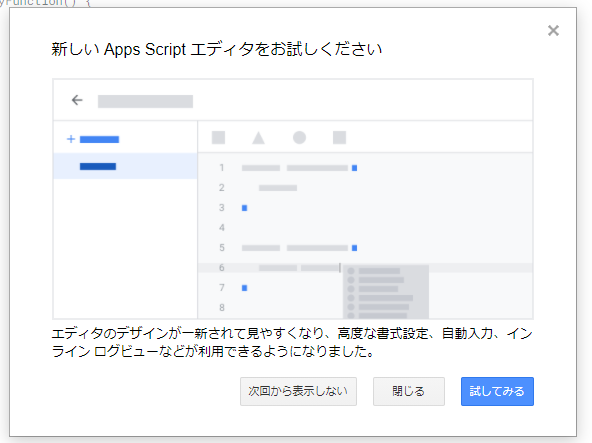 yFunction() {
新しい Apps Script エディタをお試しください
1
2
3
4
5
6
7
8
エディタのデザインが一新されて見やすくなり、高度な書式設定、自動入力、イン
ライン ログビューなどが利用できるようになりました。
次回から表示しない 閉じる 試してみる